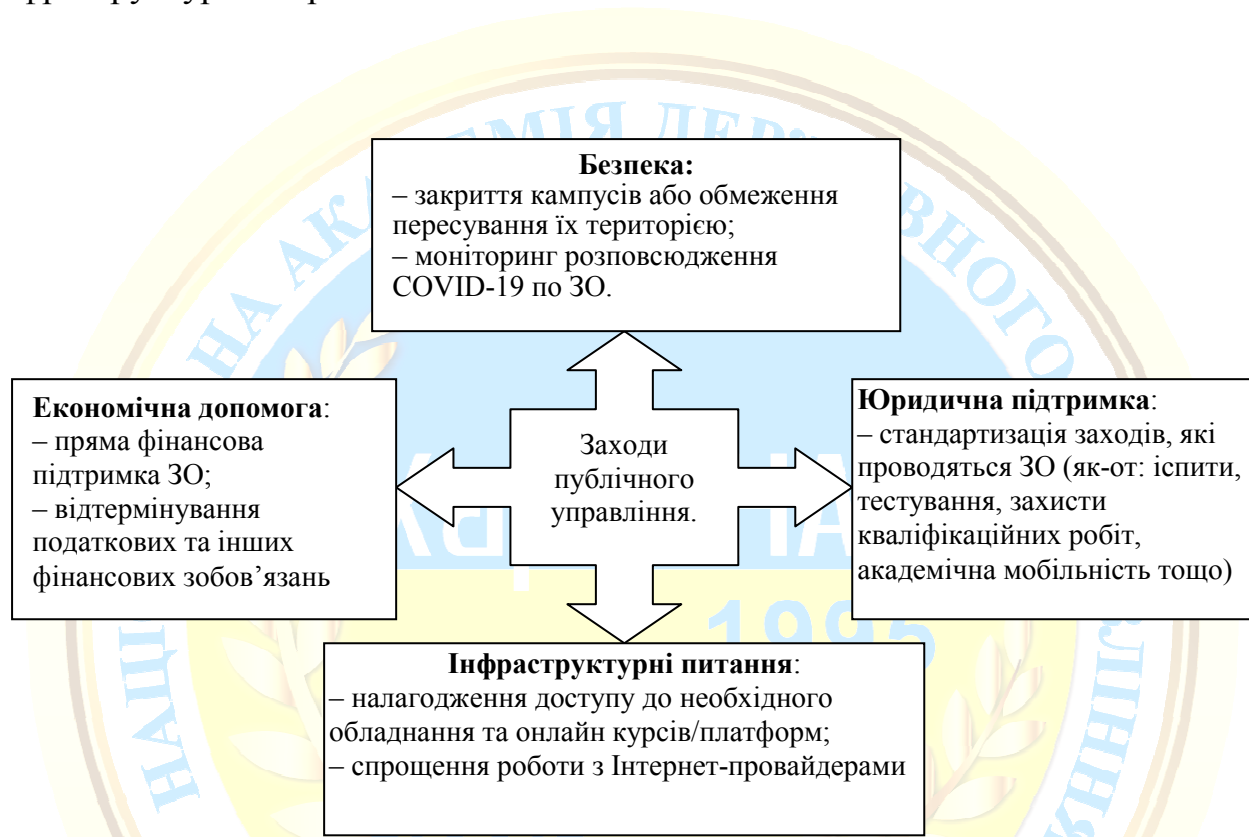 Безпека:
– закриття кампусів або обмеження
пересування їх територією;
– моніторинг розповсюдження
COVID-19 по ЗО.
Економічна допомога:
– пряма фінансова
підтримка ЗО;
– відтермінування
податкових та інших
фінансових зобов’язань
Заходи
публічного
управління.
Юридична підтримка:
– стандартизація заходів, які
проводяться ЗО (як-от: іспити,
тестування, захисти
кваліфікаційних робіт,
академічна мобільність тощо)
Інфраструктурні питання:
– налагодження доступу до необхідного
обладнання та онлайн курсів/платформ;
– спрощення роботи з Інтернет-провайдерами
1995